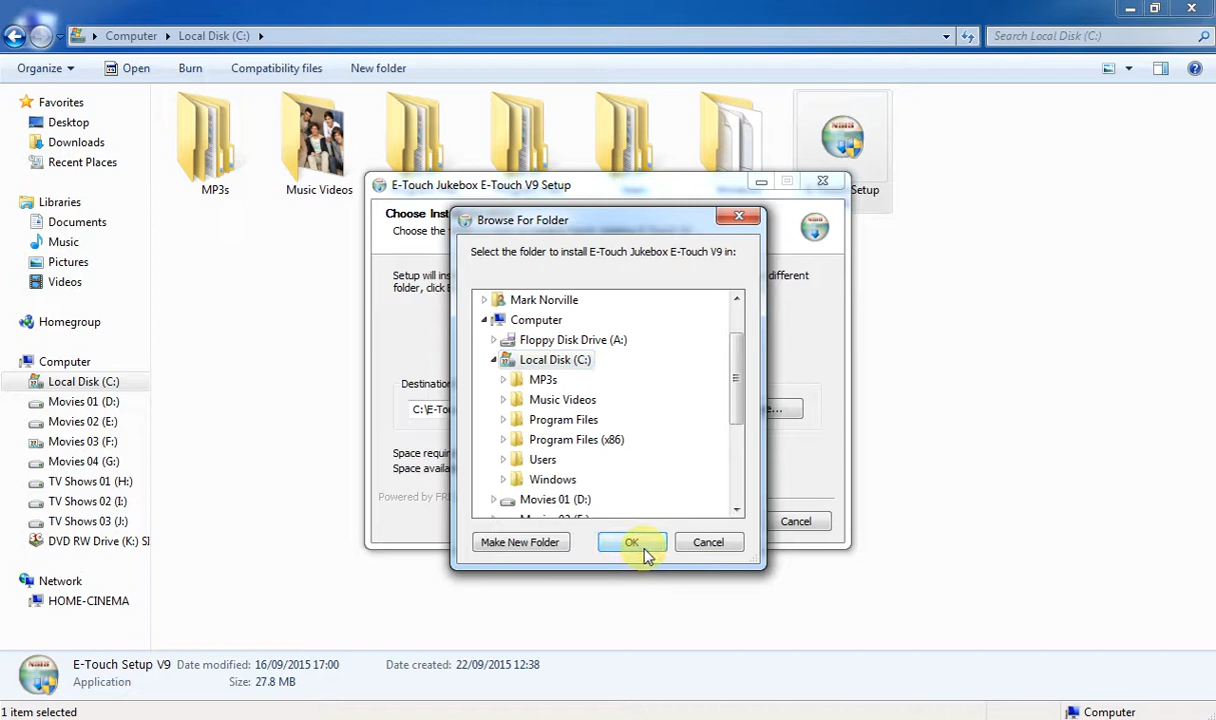 Computer Local Disk (C:)
Search Local Disk (C:)
Organize Open Burn Compatibility files New folder
Favorites
Desktop
Downloads
Recent Places
Libraries
Documents
Music
Pictures
Videos
Homegroup
Computer
Local Disk (C:)
Movies 01 (D:)
Movies 02 (E:)
Movies 03 (F:)
Movies 04 (G:)
TV Shows 01 (H:)
TV Shows 02 (I:)
TV Shows 03 (J:)
DVD RW Drive (K:) SI
Network
HOME-CINEMA
MP3s
Music Videos
Setup
E-Touch Jukebox E-Touch V9 Setup
Choose Inst
Choose the
Setup will ins
different
folder, click
Destination
C:\E-To
Space requir
Space availa
Powered by FRE
Cancel
Browse For Folder
Select the folder to install E-Touch Jukebox E-Touch V9 in:
Mark Norville
Computer
Floppy Disk Drive (A:)
Local Disk (C:)
MP3s
Music Videos
Program Files
Program Files (x86)
Users
Windows
Movies 01 (D:)
Make New Folder OK Cancel
E-Touch Setup V9 Date modified: 16/09/2015 17:00 Date created: 22/09/2015 12:38
Application Size: 27.8 MB
1 item selected
Computer